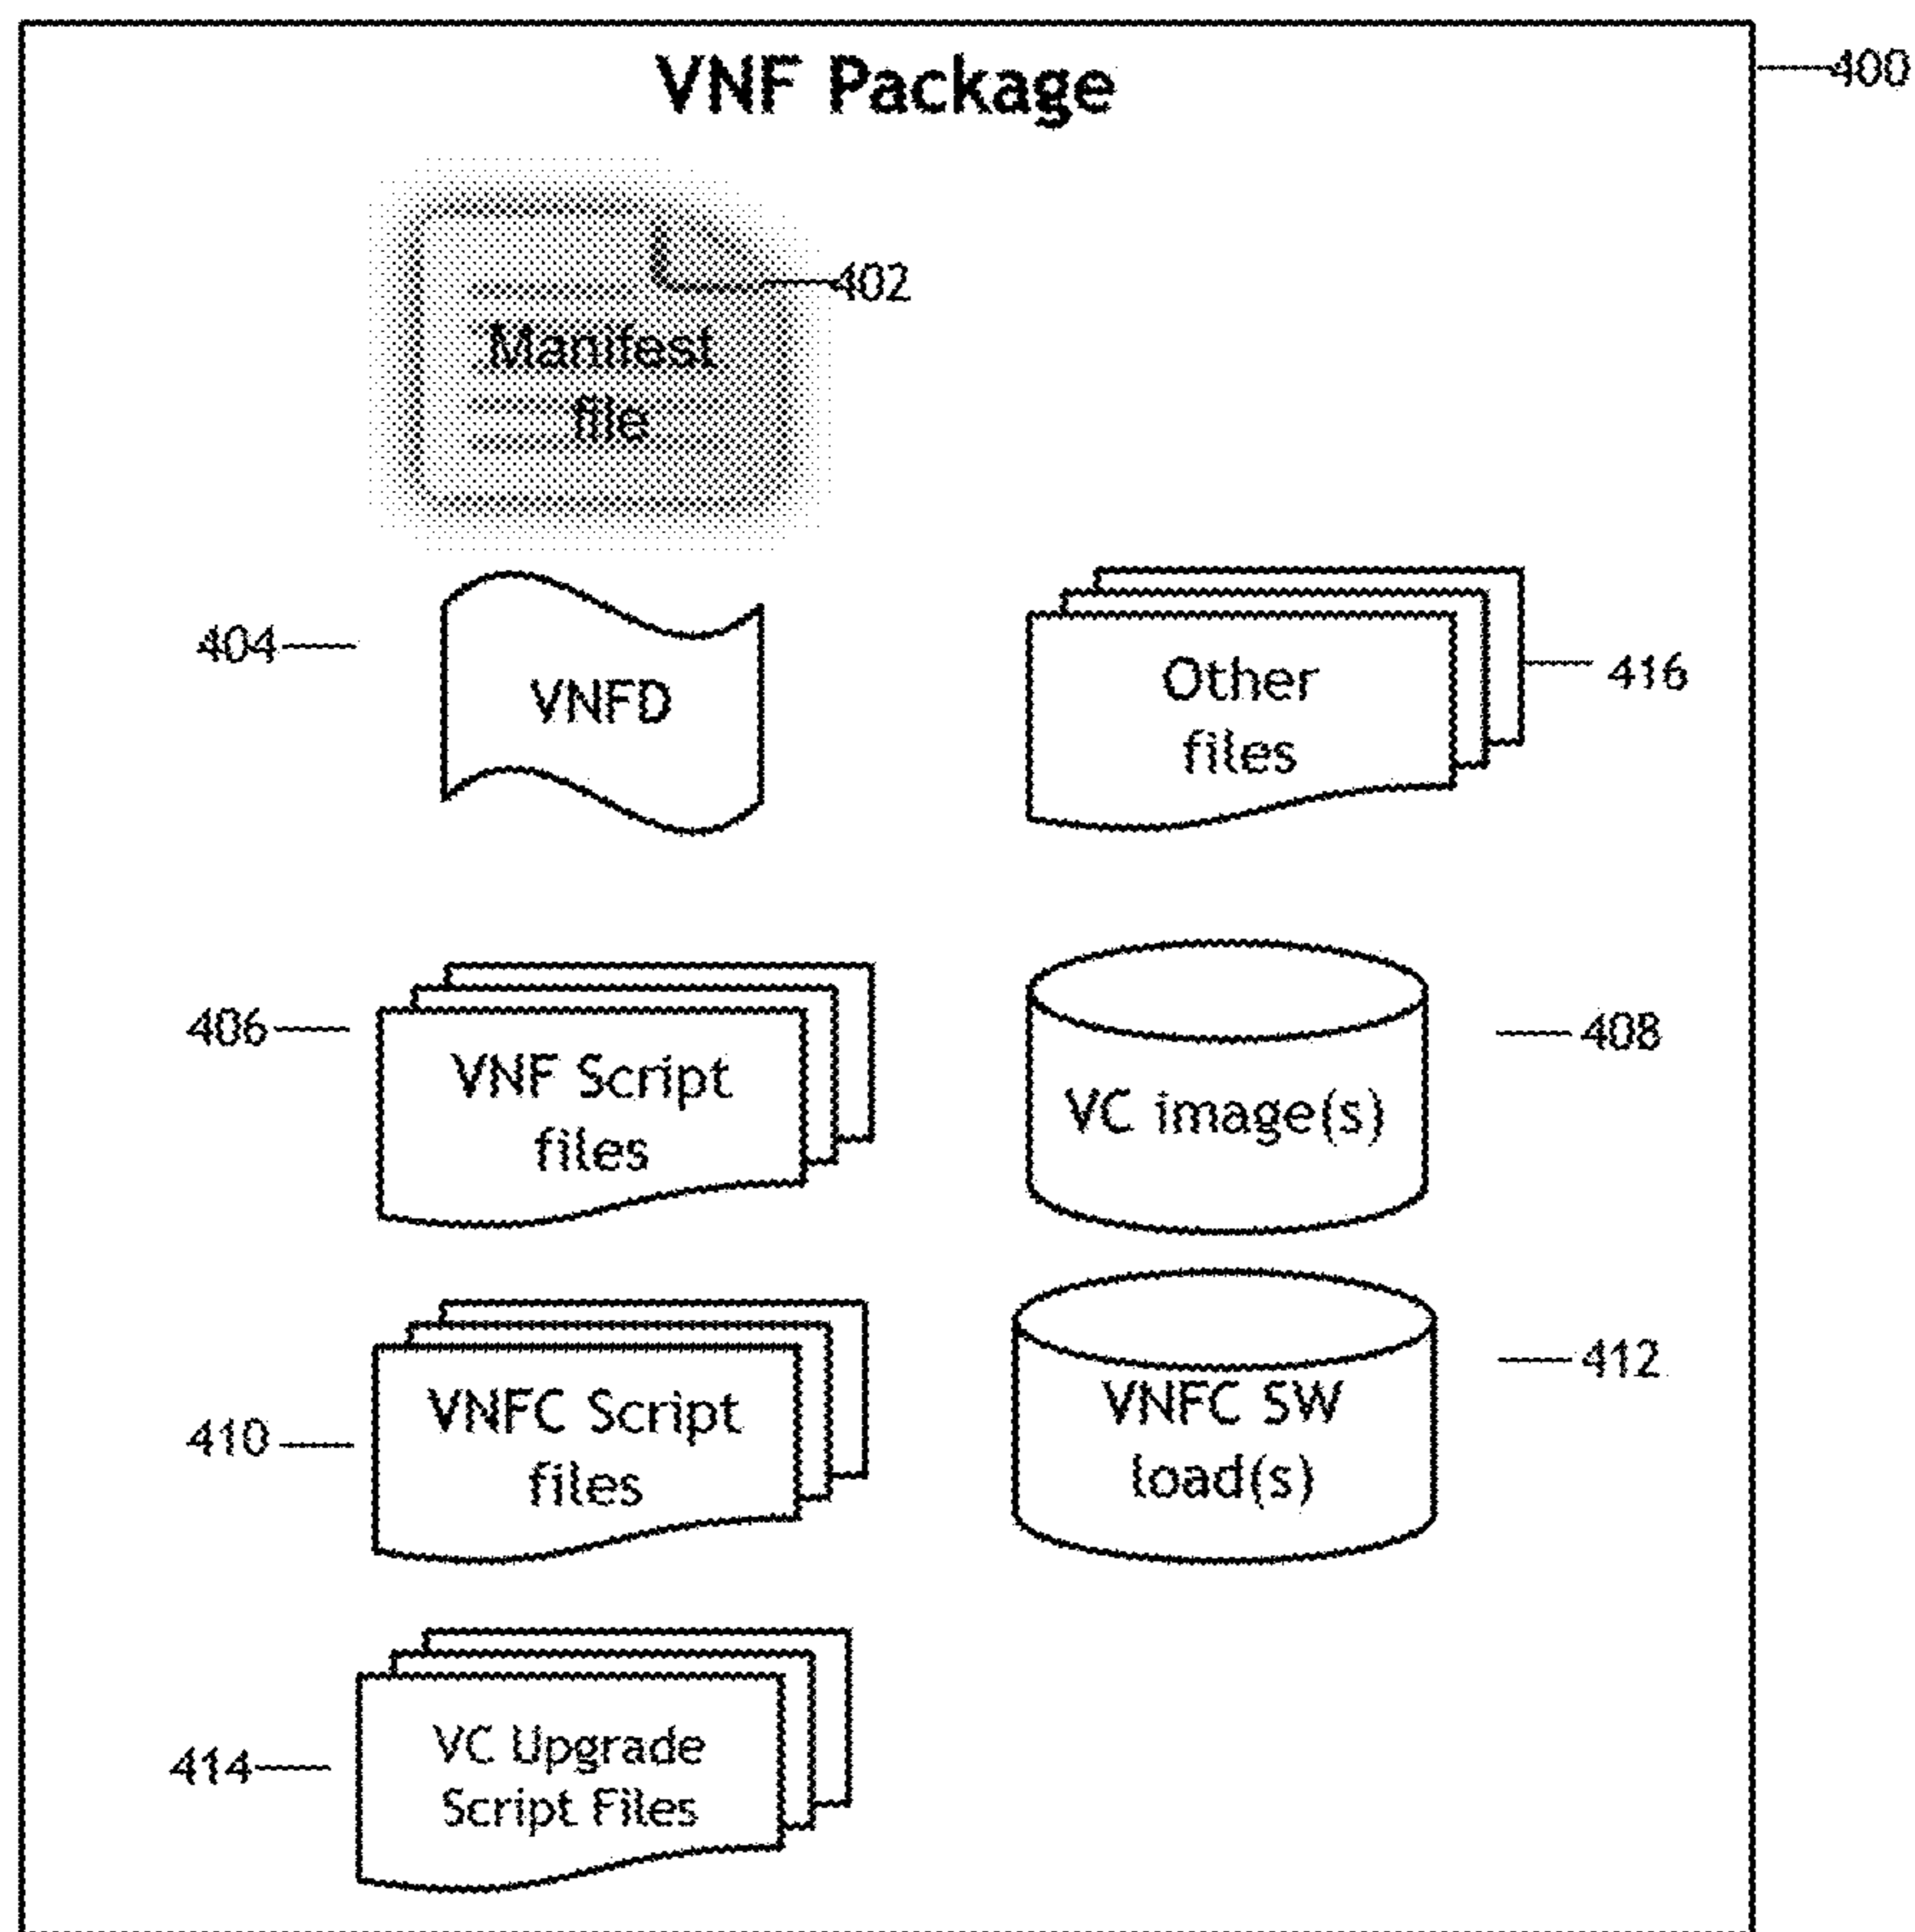 VNF Package
400
Manifest
file
402
404
VNFD
Other
files
416
406
VNF Script
files
VC image(s)
408
410
VNFC Script
files
VNFC SW
load(s)
412
414
VC Upgrade
Script Files